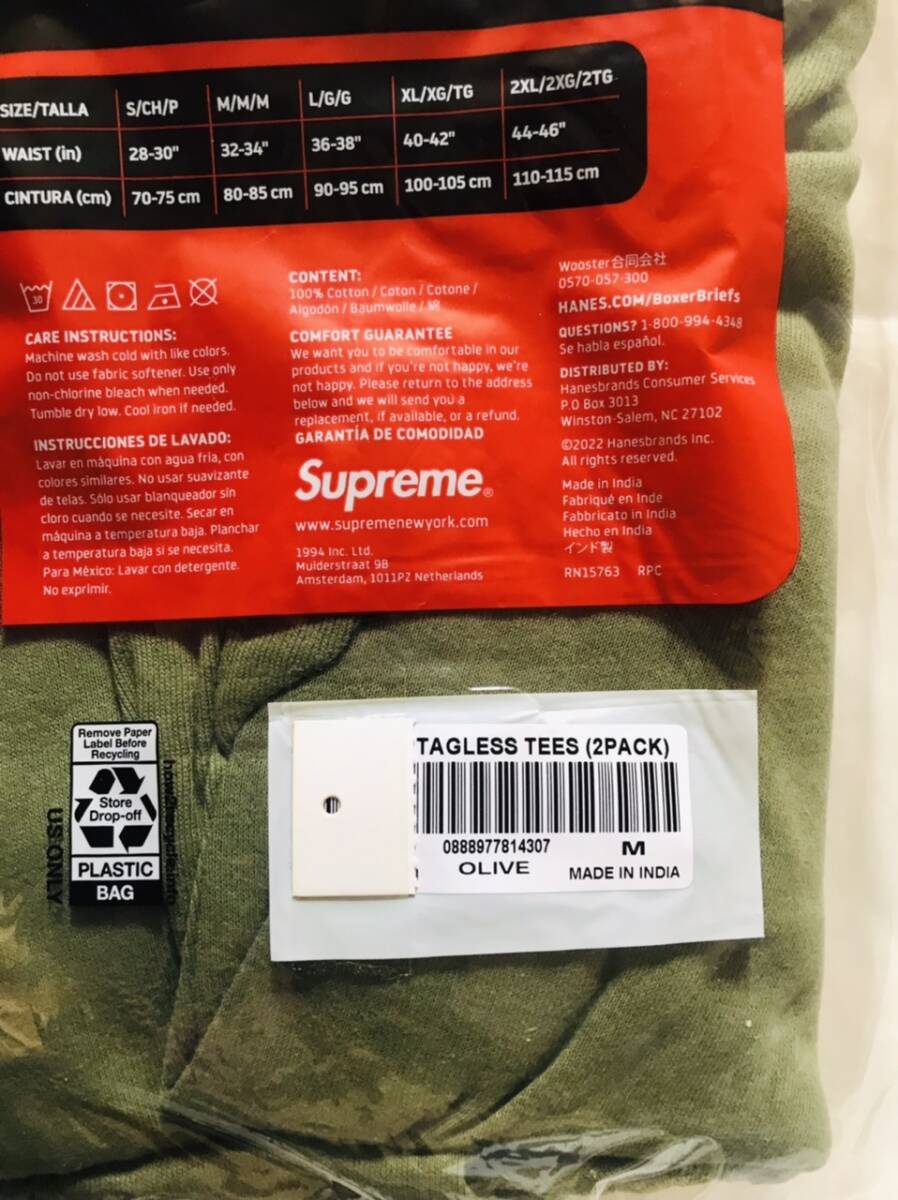 SIZE/TALLA S/CH/P M/M/M L/G/G XL/XG/TG 2XL/2XG/2TG
WAIST (in) 28-30" 32-34" 36-38" 40-42" 44-46"
CINTURA (cm) 70-75 cm 80-85 cm 90-95 cm 100-105 cm 110-115 cm
30
CARE INSTRUCTIONS:
Machine wash cold with like colors.
Do not use fabric softener. Use only
non-chlorine bleach when needed.
Tumble dry low. Cool iron if needed.
INSTRUCCIONES DE LAVADO:
Lavar en máquina con agua fria, con
colores similares. No usar suavizante
de telas. Sólo usar blanqueador sin
cloro cuando se necesite. Secar en
máquina a temperatura baja. Planchar
a temperatura baja si se necesita.
Para México: Lavar con detergente.
No exprimir.
CONTENT:
100% Cotton / Coton / Cotone /
Algodón / Baumwolle / 綿
COMFORT GUARANTEE
We want you to be comfortable in our
products and if you're not happy, we're
not happy. Please return to the address
below and we will send you a
replacement, if available, or a refund.
GARANTÍA DE COMODIDAD
Supreme®
www.supremenewyork.com
1994 Inc. Ltd.
Muiderstraat 9B
Amsterdam, 1011PZ Netherlands
Wooster合同会社
0570-057-300
HANES.COM/BoxerBriefs
QUESTIONS? 1-800-994-4348
Se habla español.
DISTRIBUTED BY:
Hanesbrands Consumer Services
P.O Box 3013
Winston-Salem, NC 27102
©2022 Hanesbrands Inc.
All rights reserved.
Made in India
Fabriqué en Inde
Fabbricato in India
Hecho en India
インド製
RN15763 RPC
Remove Paper
Label Before
Recycling
Store
Drop-off
PLASTIC
BAG
US ONLY
TAGLESS TEES (2PACK)
0888977814307
OLIVE
M
MADE IN INDIA